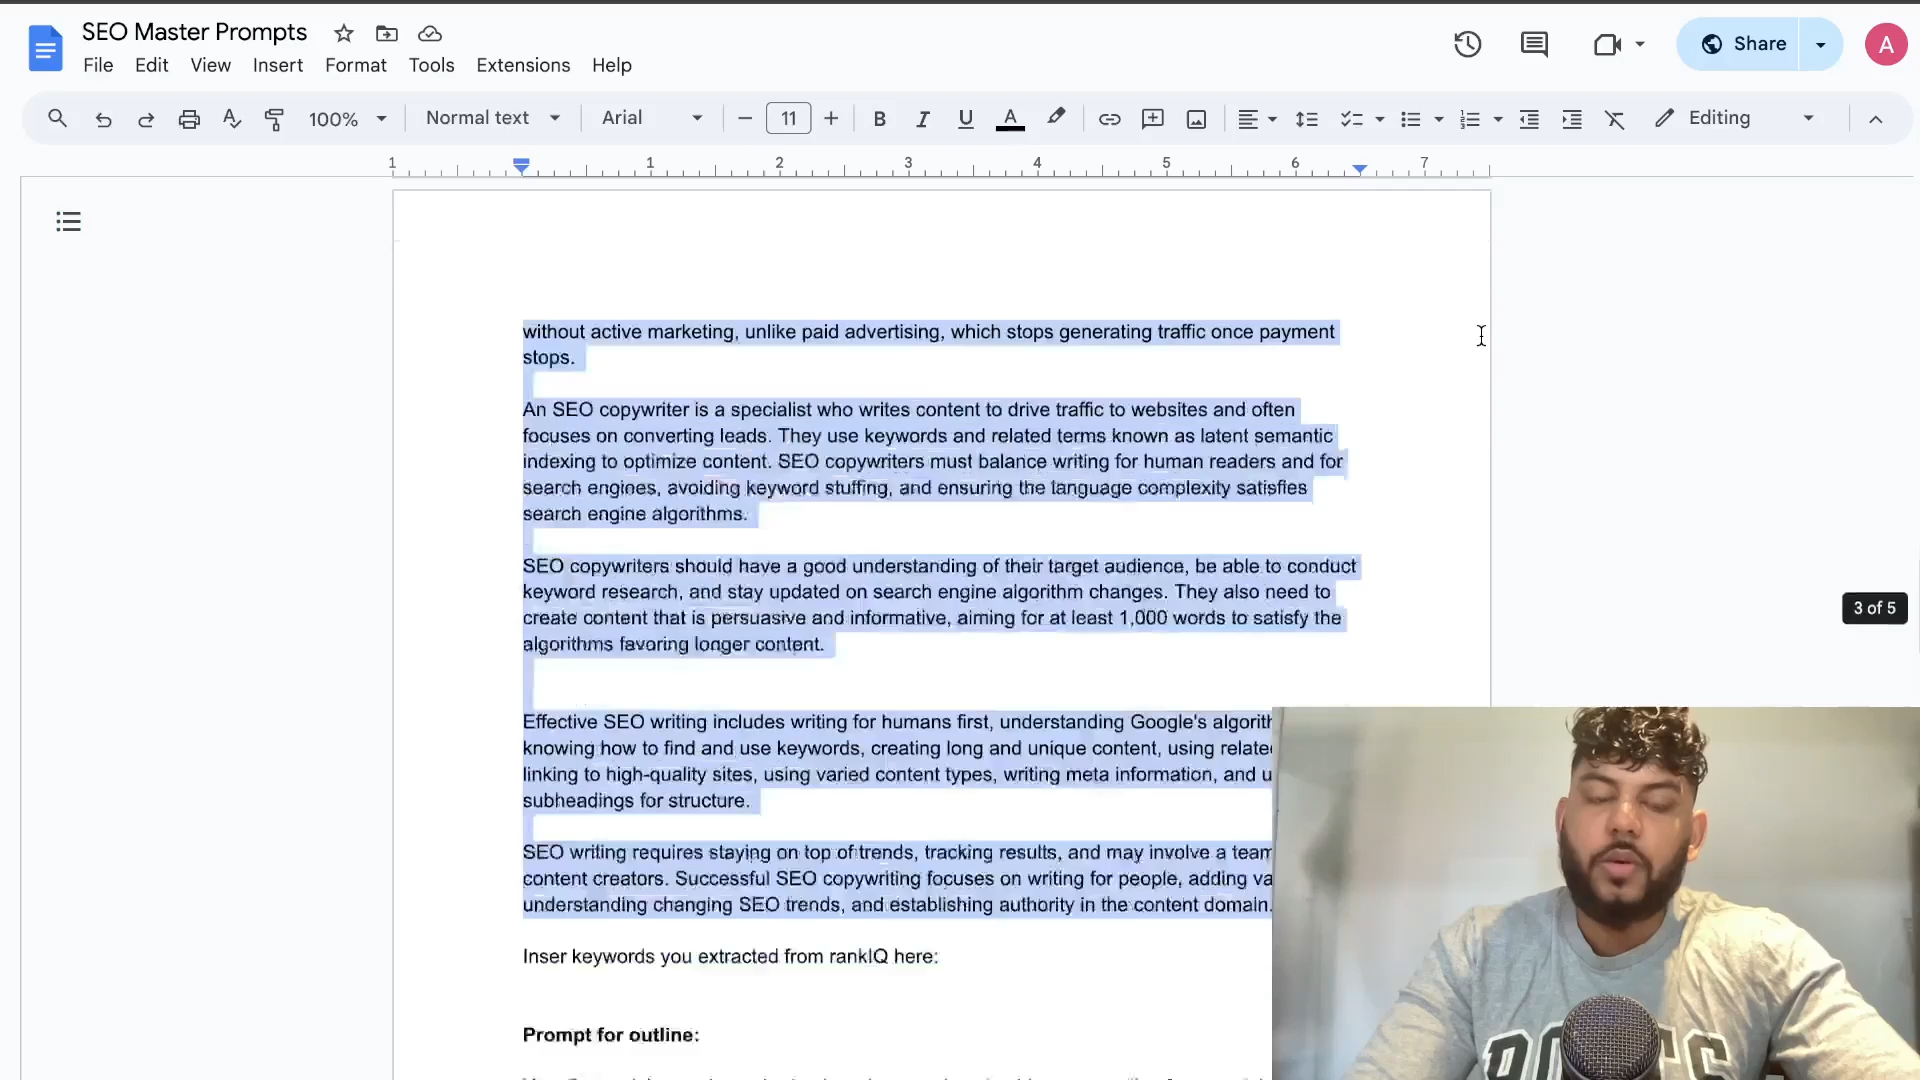 SEO Master Prompts
File Edit View Insert Format Tools Extensions Help
Share
A
100% Normal text Arial 11 Editing
1 1 2 3 4 5 6 7
without active marketing, unlike paid advertising, which stops generating traffic once payment
stops.
An SEO copywriter is a specialist who writes content to drive traffic to websites and often
focuses on converting leads. They use keywords and related terms known as latent semantic
indexing to optimize content. SEO copywriters must balance writing for human readers and for
search engines, avoiding keyword stuffing, and ensuring the language complexity satisfies
search engine algorithms.
SEO copywriters should have a good understanding of their target audience, be able to conduct
keyword research, and stay updated on search engine algorithm changes. They also need to
create content that is persuasive and informative, aiming for at least 1,000 words to satisfy the
algorithms favoring longer content.
3 of 5
Effective SEO writing includes writing for humans first, understanding Google's
knowing how to find and use keywords, creating long and unique content, using
linking to high-quality sites, using varied content types, writing meta information, and
subheadings for structure.
SEO writing requires staying on top of trends, tracking results, and may involve a team
content creators. Successful SEO copywriting focuses on writing for people, adding
understanding changing SEO trends, and establishing authority in the content domain.
Inser keywords you extracted from rankIQ here:
Prompt for outline: